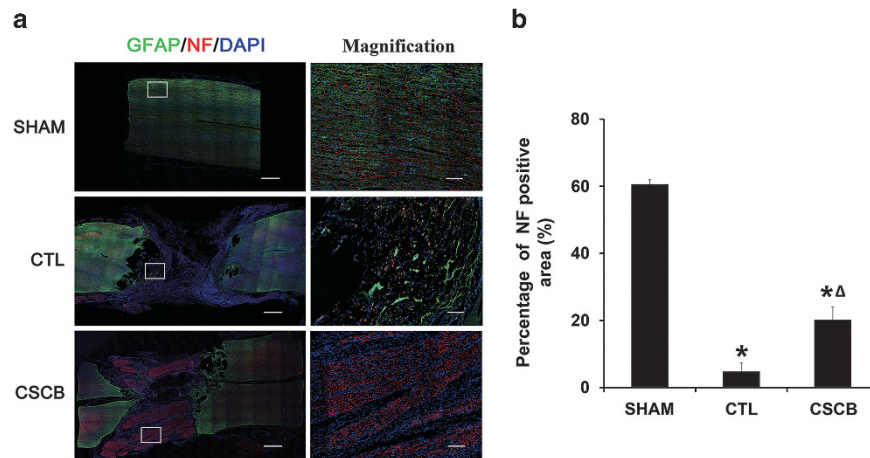 a
GFAP/NF/DAPI
Magnification
SHAM
CTL
CSCB
b
Percentage of NF positive
area (%)
80
60
40
20
0
*
*Δ
SHAM
CTL
CSCB